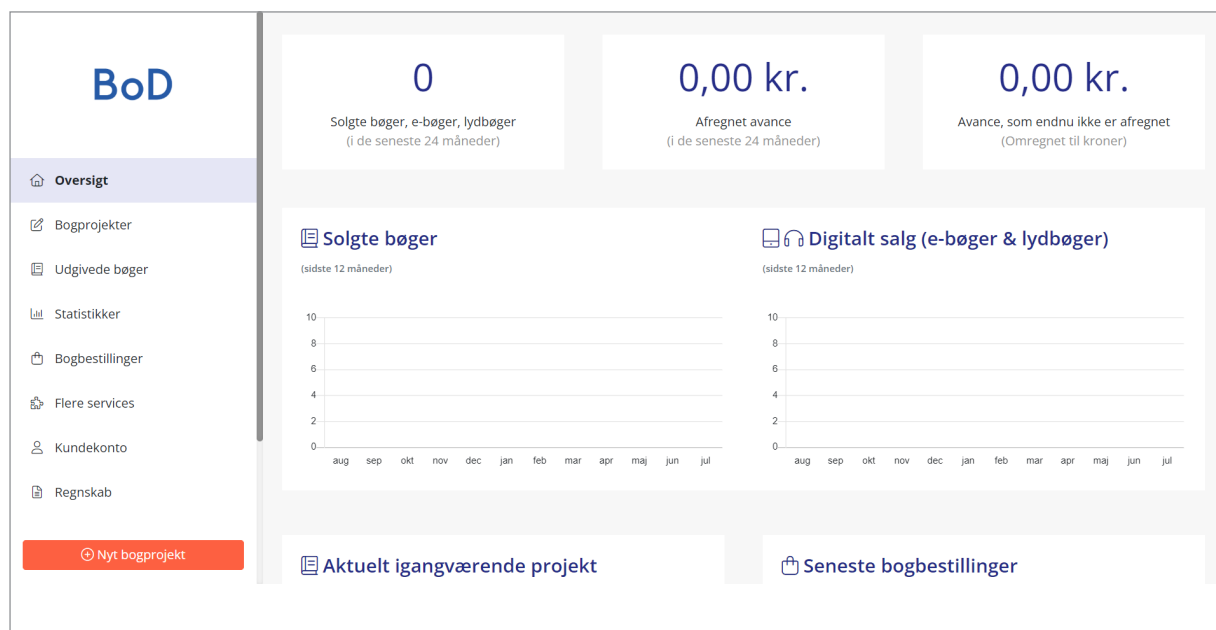 BoD
Oversigt
Bogprojekter
Udgivede bøger
Statistikker
Bogbestillinger
Flere services
Kundekonto
Regnskab
Nyt bogprojekt
0
Solgte bøger, e-bøger, lydbøger
(i de seneste 24 måneder)
0,00 kr.
Afregnet avance
(i de seneste 24 måneder)
0,00 kr.
Avance, som endnu ikke er afregnet
(Omregnet til kroner)
Solgte bøger
(sidste 12 måneder)
10
8
6
4
2
0
aug sep okt nov dec jan feb mar apr maj jun jul
Digitalt salg (e-bøger & lydbøger)
(sidste 12 måneder)
10
8
6
4
2
0
aug sep okt nov dec jan feb mar apr maj jun jul
Aktuelt igangværende projekt
Seneste bogbestillinger